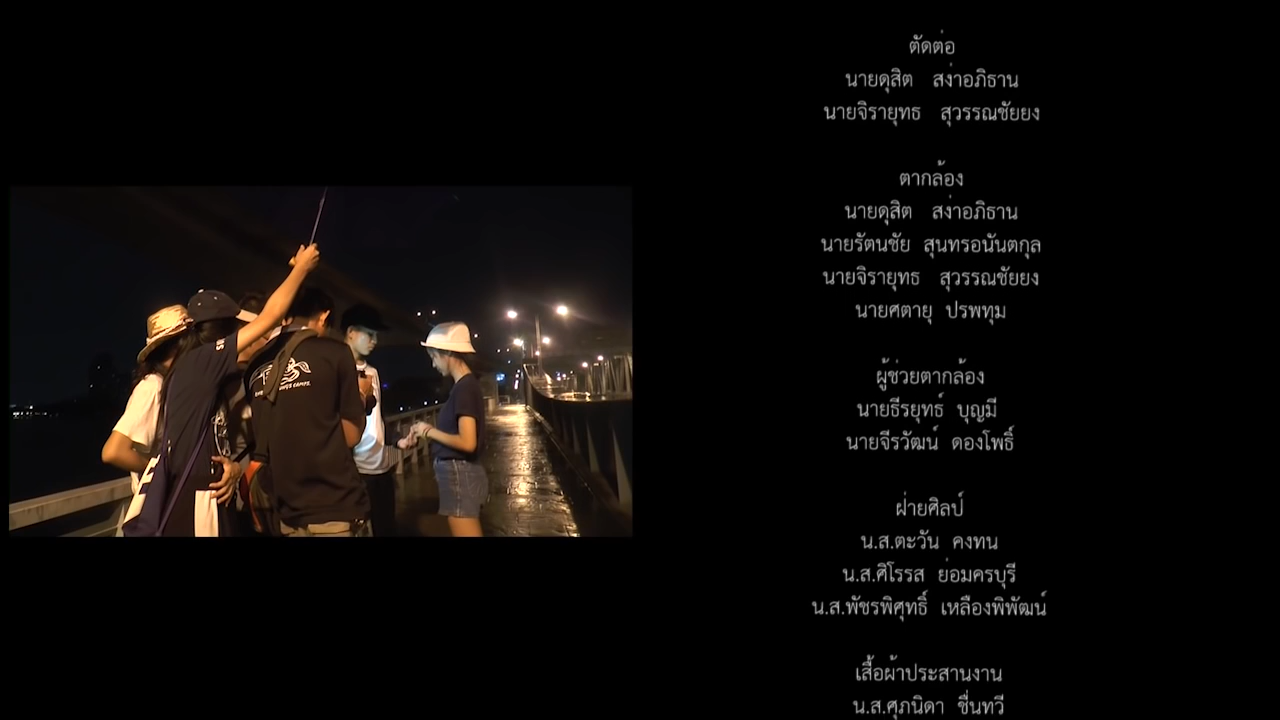 ตัดต่อ
นายดุสิต สง่าอภิธาน
นายจิรายุทธ สุวรรณชัยยง
ตากล้อง
นายดุสิต สง่าอภิธาน
นายรัตนชัย สุนทรอนันตกุล
นายจิรายุทธ สุวรรณชัยยง
นายศตายุ ปรพทุม
ผู้ช่วยตากล้อง
นายธีรยุทธ์ บุญมี
นายจีรวัฒน์ ดองโพธิ์
ฝ่ายศิลป์
น.ส.ตะวัน คงทน
น.ส.ศิโรรส ย่อมครบุรี
น.ส.พัชรพิศุทธิ์ เหลืองพิพัฒน์
เสื้อผ้าประสานงาน
น.ส.ศุภนิดา ชื่นทวี